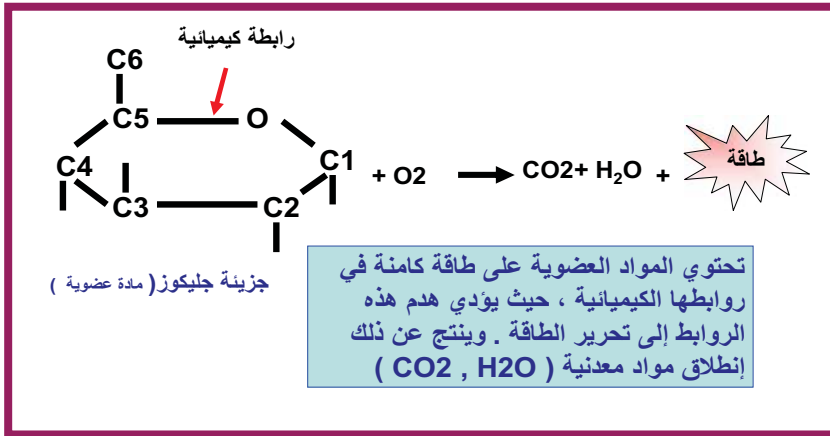 رابطة كيميائية
C6
C5 O
C4 C1
C3 C2
+ O2 CO2+ H₂O + طاقة
جزيئة جليكوز( مادة عضوية )
تحتوي المواد العضوية على طاقة كامنة في
روابطها الكيميائية ، حيث يؤدي هدم هذه
الروابط إلى تحرير الطاقة . وينتج عن ذلك
إنطلاق مواد معدنية ( CO2 , H2O )